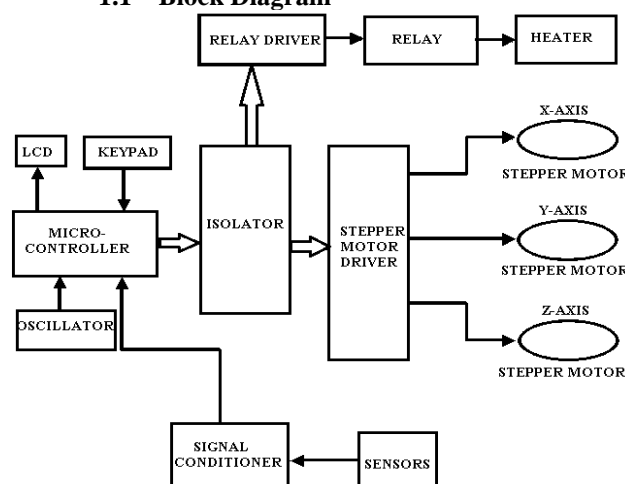 1.1 Block Diagram
RELAY DRIVER
RELAY
HEATER
X-AXIS
LCD
KEYPAD
STEPPER MOTOR
ISOLATOR
STEPPER
MOTOR
DRIVER
MICRO-
CONTROLLER
Y-AXIS
STEPPER MOTOR
OSCILLATOR
Z-AXIS
STEPPER MOTOR
SIGNAL
CONDITIONER
SENSORS